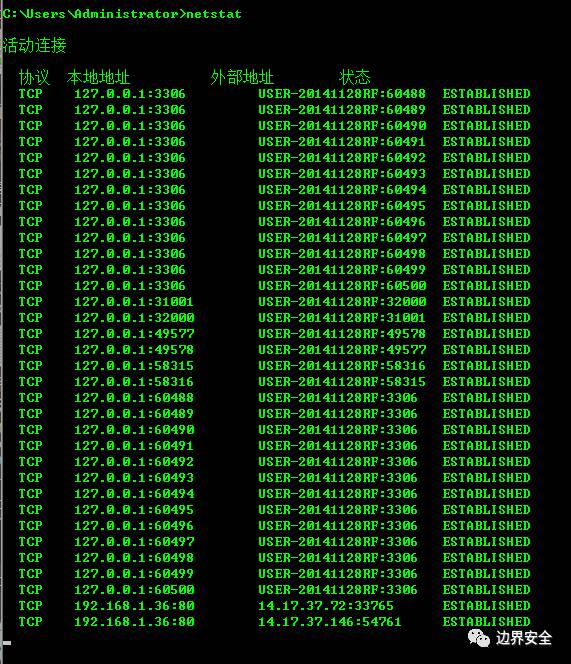 C:\Users\Administrator>netstat
活动连接
协议 本地地址 外部地址 状态
TCP 127.0.0.1:3306 USER-20141128RF:60488 ESTABLISHED
TCP 127.0.0.1:3306 USER-20141128RF:60489 ESTABLISHED
TCP 127.0.0.1:3306 USER-20141128RF:60490 ESTABLISHED
TCP 127.0.0.1:3306 USER-20141128RF:60491 ESTABLISHED
TCP 127.0.0.1:3306 USER-20141128RF:60492 ESTABLISHED
TCP 127.0.0.1:3306 USER-20141128RF:60493 ESTABLISHED
TCP 127.0.0.1:3306 USER-20141128RF:60494 ESTABLISHED
TCP 127.0.0.1:3306 USER-20141128RF:60495 ESTABLISHED
TCP 127.0.0.1:3306 USER-20141128RF:60496 ESTABLISHED
TCP 127.0.0.1:3306 USER-20141128RF:60497 ESTABLISHED
TCP 127.0.0.1:3306 USER-20141128RF:60498 ESTABLISHED
TCP 127.0.0.1:3306 USER-20141128RF:60499 ESTABLISHED
TCP 127.0.0.1:3306 USER-20141128RF:60500 ESTABLISHED
TCP 127.0.0.1:31001 USER-20141128RF:32000 ESTABLISHED
TCP 127.0.0.1:32000 USER-20141128RF:31001 ESTABLISHED
TCP 127.0.0.1:49577 USER-20141128RF:49578 ESTABLISHED
TCP 127.0.0.1:49578 USER-20141128RF:49577 ESTABLISHED
TCP 127.0.0.1:58315 USER-20141128RF:58316 ESTABLISHED
TCP 127.0.0.1:58316 USER-20141128RF:58315 ESTABLISHED
TCP 127.0.0.1:60488 USER-20141128RF:3306 ESTABLISHED
TCP 127.0.0.1:60489 USER-20141128RF:3306 ESTABLISHED
TCP 127.0.0.1:60490 USER-20141128RF:3306 ESTABLISHED
TCP 127.0.0.1:60491 USER-20141128RF:3306 ESTABLISHED
TCP 127.0.0.1:60492 USER-20141128RF:3306 ESTABLISHED
TCP 127.0.0.1:60493 USER-20141128RF:3306 ESTABLISHED
TCP 127.0.0.1:60494 USER-20141128RF:3306 ESTABLISHED
TCP 127.0.0.1:60495 USER-20141128RF:3306 ESTABLISHED
TCP 127.0.0.1:60496 USER-20141128RF:3306 ESTABLISHED
TCP 127.0.0.1:60497 USER-20141128RF:3306 ESTABLISHED
TCP 127.0.0.1:60498 USER-20141128RF:3306 ESTABLISHED
TCP 127.0.0.1:60499 USER-20141128RF:3306 ESTABLISHED
TCP 127.0.0.1:60500 USER-20141128RF:3306 ESTABLISHED
TCP 192.168.1.36:80 14.17.37.72:33765 ESTABLISHED
TCP 192.168.1.36:80 14.17.37.146:54761 ESTABLISHED
边界安全